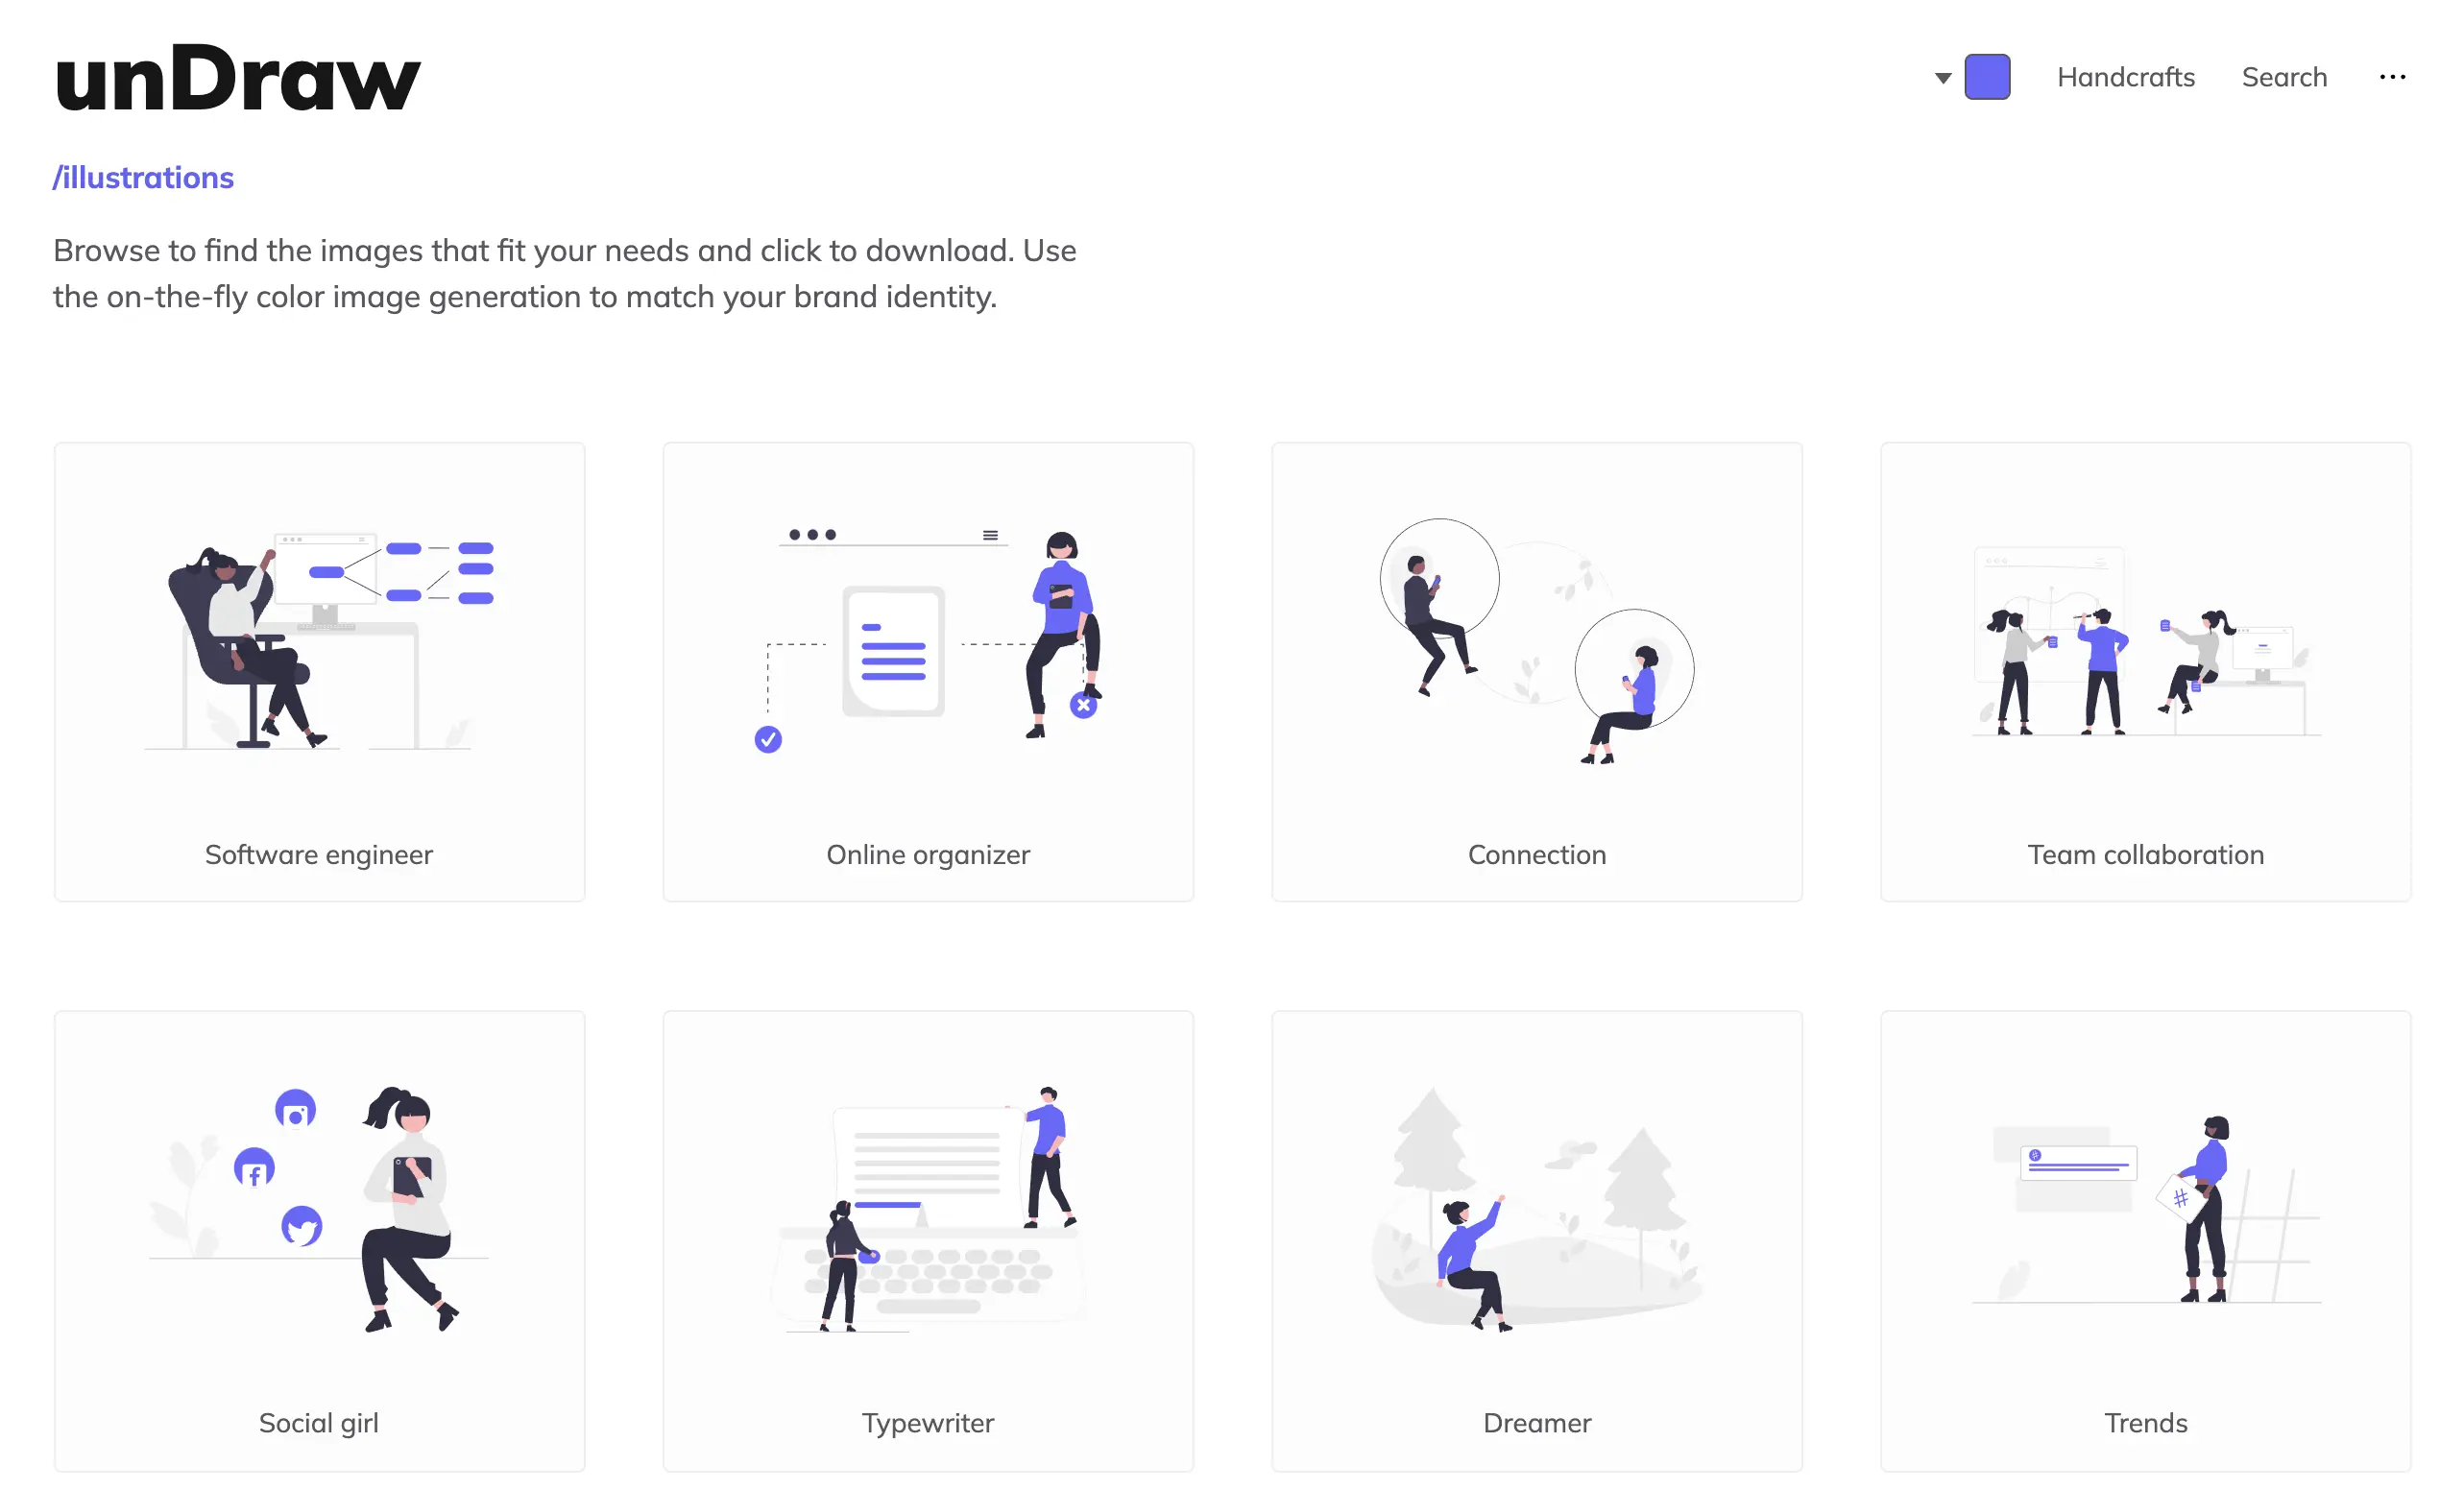 unDraw
Handcrafts
Search
/illustrations
Browse to find the images that fit your needs and click to download. Use
the on-the-fly color image generation to match your brand identity.
Software engineer
Online organizer
Connection
Team collaboration
#
Social girl
Typewriter
Dreamer
Trends